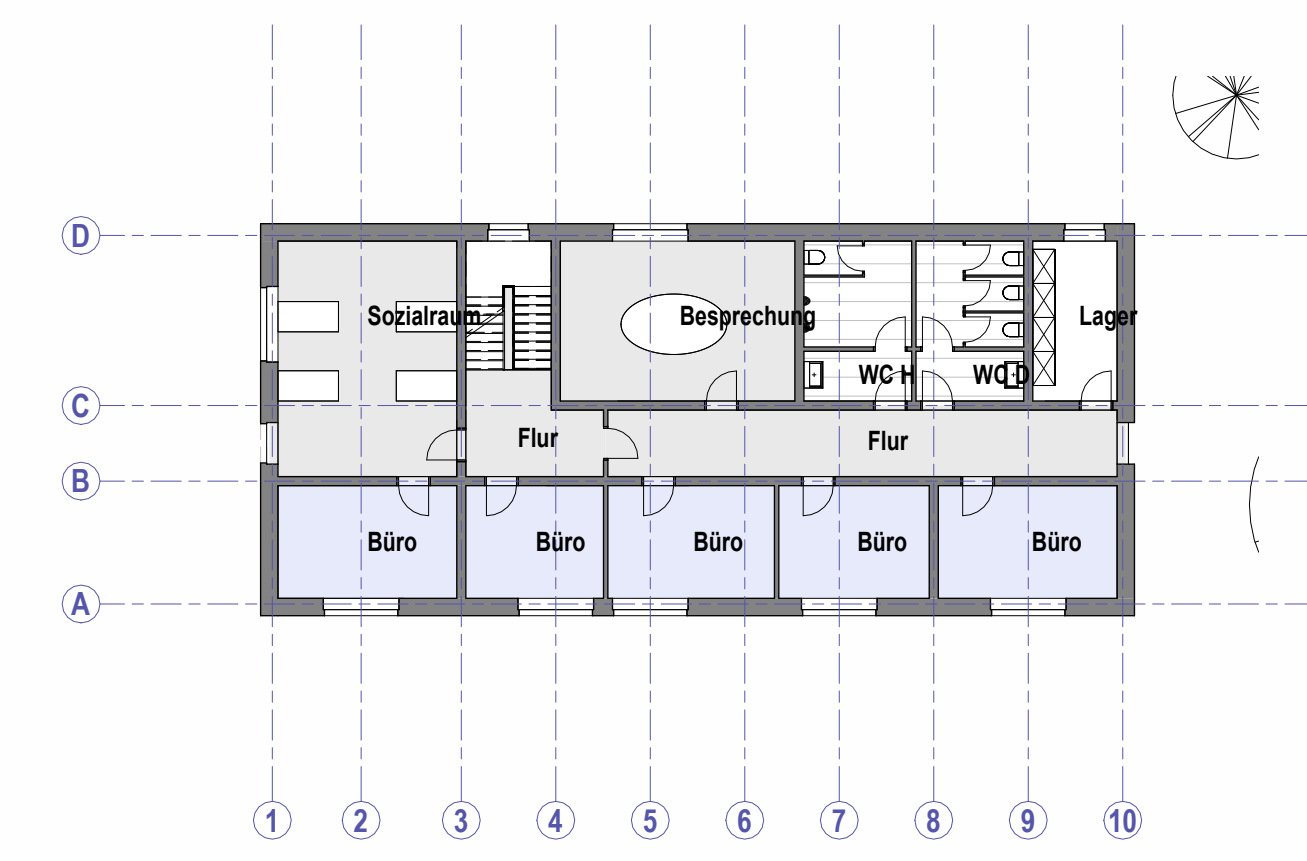 D
Sozialraum
Besprechung
Lager
WC H
WC D
C
Flur
Flur
B
Büro
Büro
Büro
Büro
Büro
A
1
2
3
4
5
6
7
8
9
10